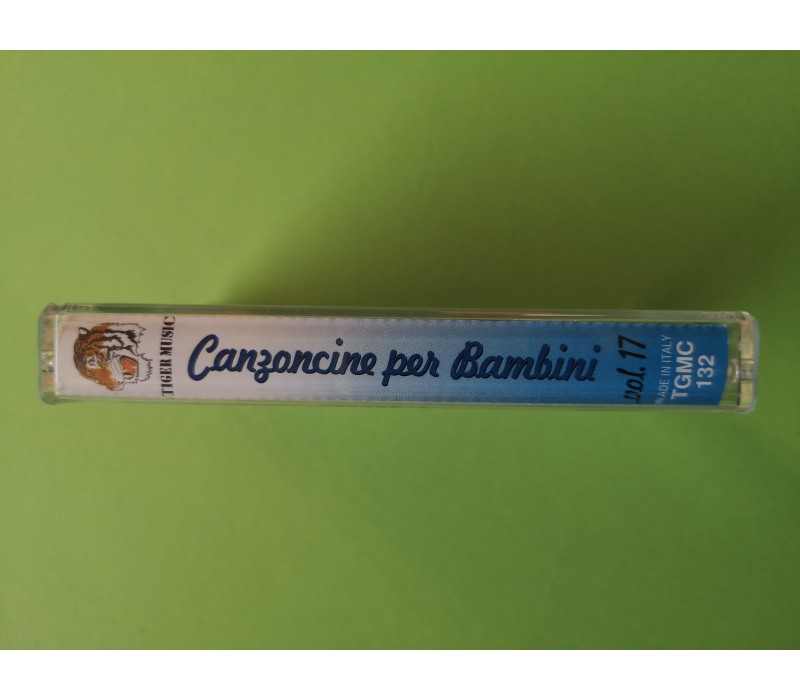 TIGER MUSIC
Canzoncine per Bambini
vol. 17
MADE IN ITALY
TGMC
132